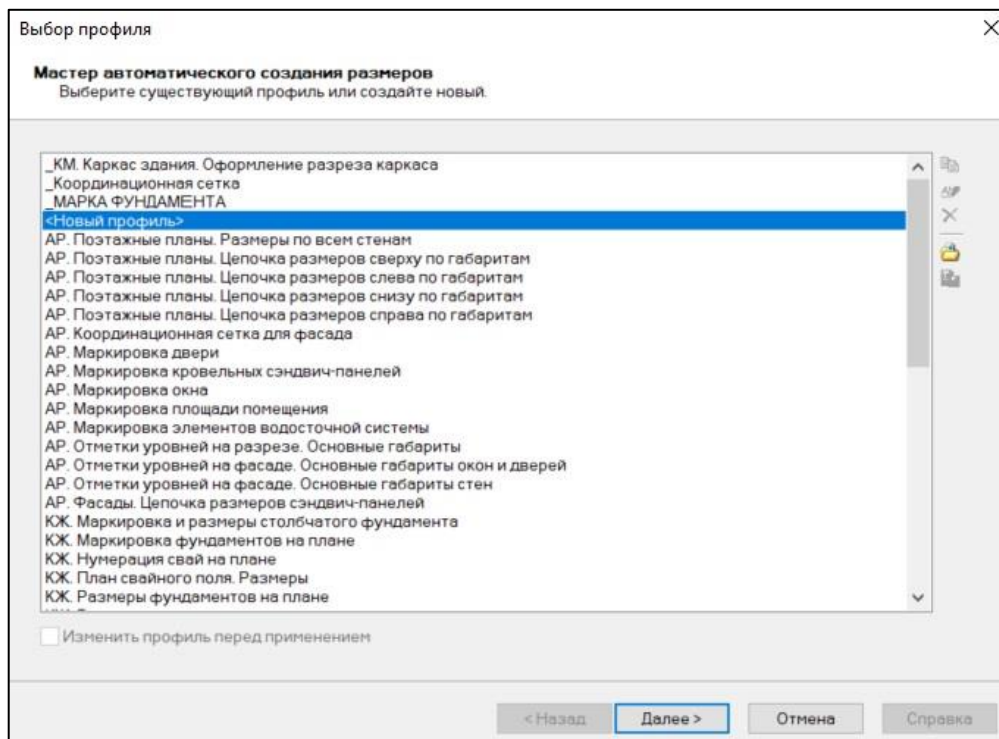 Выбор профиля
Мастер автоматического создания размеров
Выберите существующий профиль или создайте новый.
_КМ. Каркас здания. Оформление разреза каркаса
_Координационная сетка
_МАРКА ФУНДАМЕНТА
<Новый профиль>
АР. Поэтажные планы. Размеры по всем стенам
АР. Поэтажные планы. Цепочка размеров сверху по габаритам
АР. Поэтажные планы. Цепочка размеров слева по габаритам
АР. Поэтажные планы. Цепочка размеров снизу по габаритам
АР. Поэтажные планы. Цепочка размеров справа по габаритам
АР. Координационная сетка для фасада
АР. Маркировка двери
АР. Маркировка кровельных сэндвич-панелей
АР. Маркировка окна
АР. Маркировка площади помещения
АР. Маркировка элементов водосточной системы
АР. Отметки уровней на разрезе. Основные габариты
АР. Отметки уровней на фасаде. Основные габариты окон и дверей
АР. Отметки уровней на фасаде. Основные габариты стен
АР. Фасады. Цепочка размеров сэндвич-панелей
КЖ. Маркировка и размеры столбчатого фундамента
КЖ. Маркировка фундаментов на плане
КЖ. Нумерация свай на плане
КЖ. План свайного поля. Размеры
КЖ. Размеры фундаментов на плане
Изменить профиль перед применением
< Назад
Далее >
Отмена
Справка